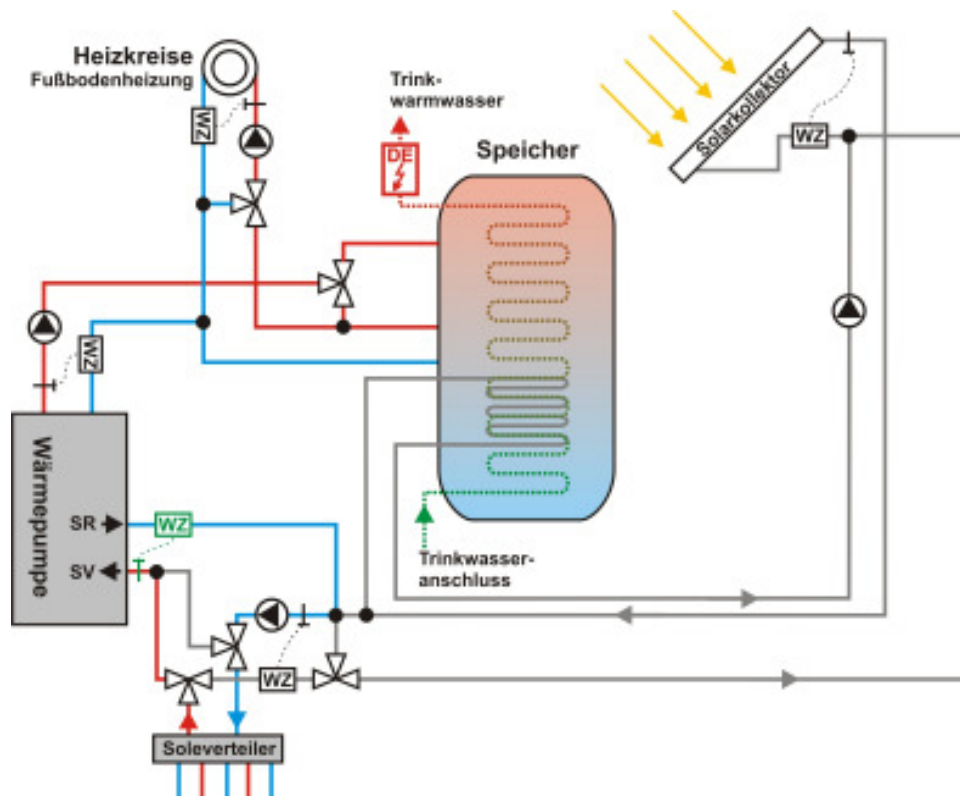 Heizkreise
Fußbodenheizung
Trink-
warmwasser
Solarkollektor
WZ
WZ
DE
Speicher
WZ
Wärmepumpe
SR
WZ
SV
Trinkwasser-
anschluss
WZ
Soleverteiler